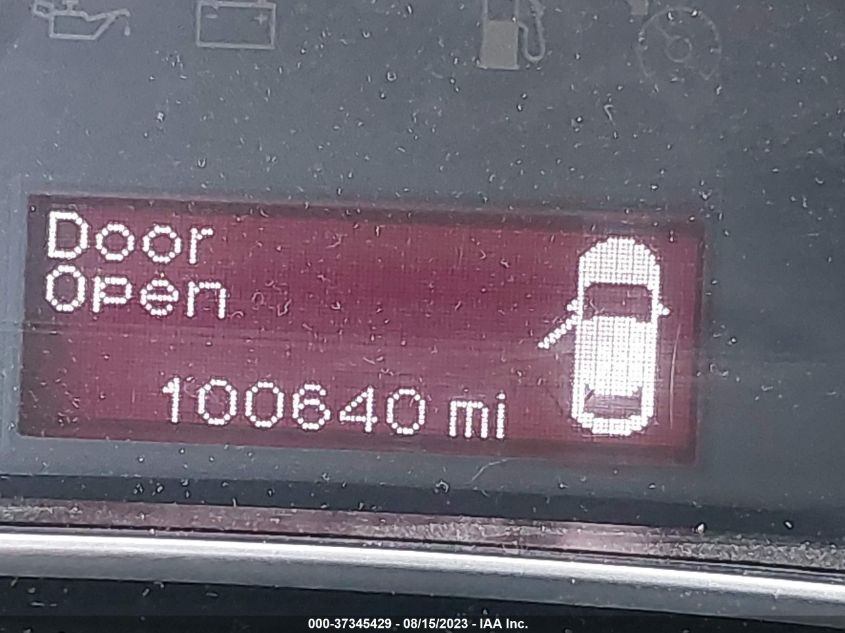 Door
Open
100640 mi
000-37345429 - 08/15/2023 - IAA Inc.